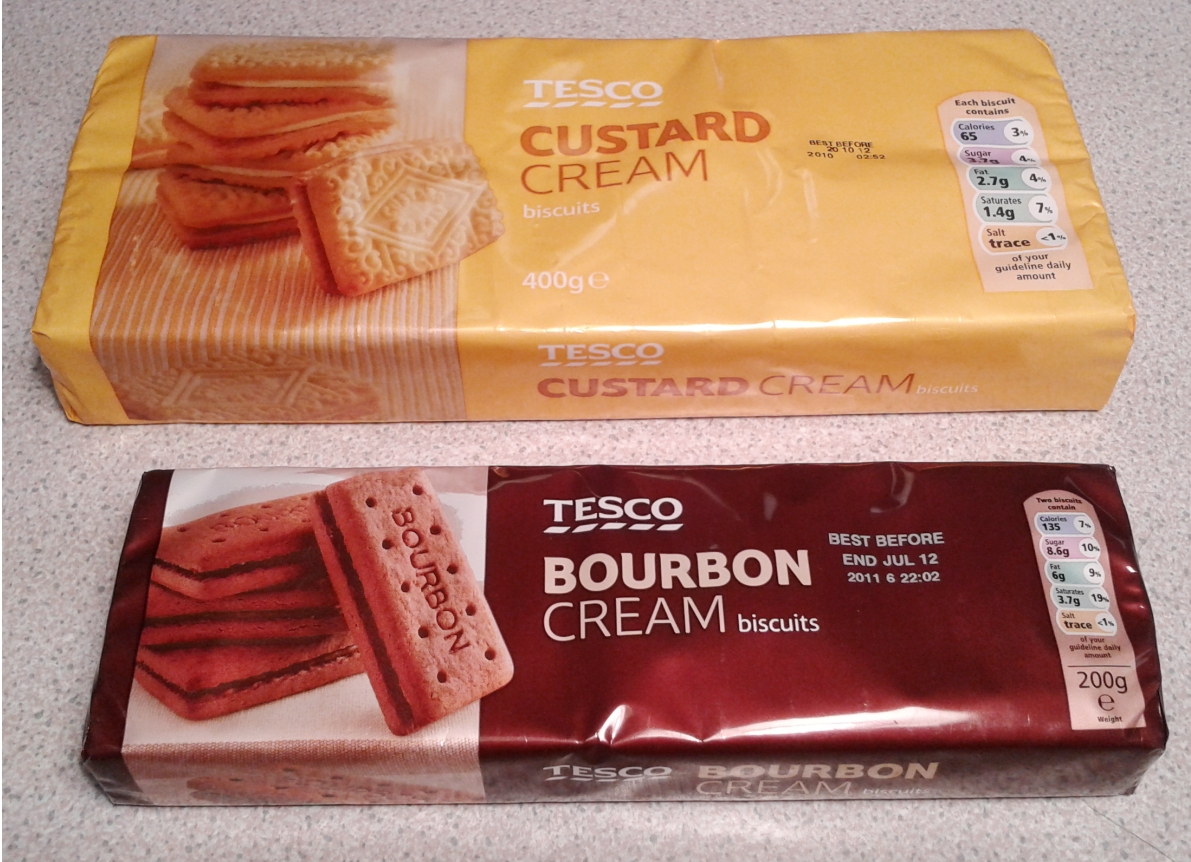 TESCO
CUSTARD
CREAM
biscuits
400g e
BEST BEFORE
20 10 12
2010 02:52
Each biscuit
contains
Calories
65 3%
Sugar
3.7g 4%
Fat
2.7g 4%
Saturates
1.4g 7%
Salt
trace <1%
of your
guideline daily
amount
TESCO
CUSTARD CREAM biscuits
TESCO
BOURBON
CREAM biscuits
BOURBON
BEST BEFORE
END JUL 12
2011 6 22:02
Two biscuits
contain
Calories
135 7%
Sugar
8.6g 10%
Fat
6g 9%
Saturates
3.7g 19%
Salt
trace <1%
of your
guideline daily
amount
200g
e
Weight
TESCO BOURBON
CREAM biscuits